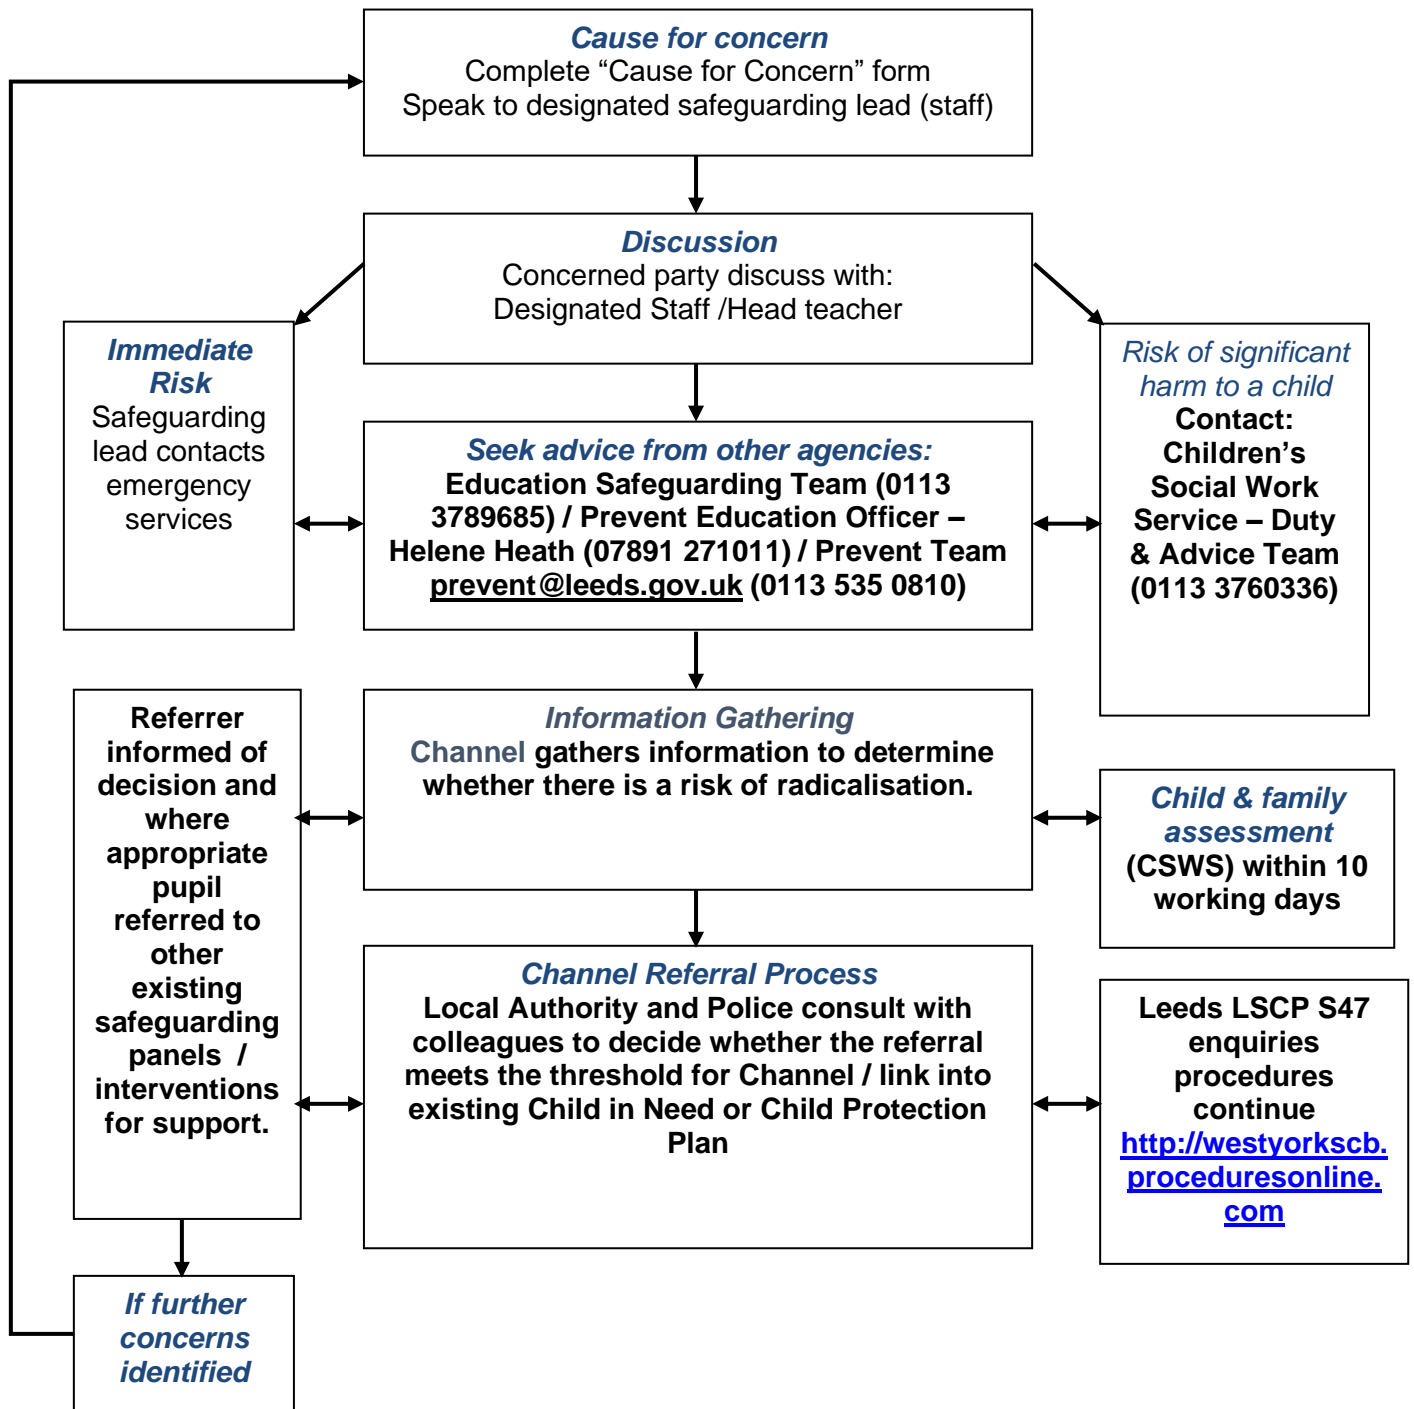 Cause for concern
Complete “Cause for Concern” form
Speak to designated safeguarding lead (staff)
Discussion
Concerned party discuss with:
Designated Staff /Head teacher
Immediate
Risk
Safeguarding
lead contacts
emergency
services
Seek advice from other agencies:
Education Safeguarding Team (0113
3789685) / Prevent Education Officer –
Helene Heath (07891 271011) / Prevent Team
prevent@leeds.gov.uk (0113 535 0810)
Risk of significant
harm to a child
Contact:
Children’s
Social Work
Service – Duty
& Advice Team
(0113 3760336)
Referrer
informed of
decision and
where
appropriate
pupil
referred to
other
existing
safeguarding
panels  /
interventions
for support.
Information Gathering
Channel gathers information to determine
whether there is a risk of radicalisation.
Child & family
assessment
(CSWS) within 10
working days
Channel Referral Process
Local Authority and Police consult with
colleagues to decide whether the referral
meets the threshold for Channel / link into
existing Child in Need or Child Protection
Plan
Leeds LSCP S47
enquiries
procedures
continue
http://westyorkscb.
proceduresonline.
com
If further
concerns
identified